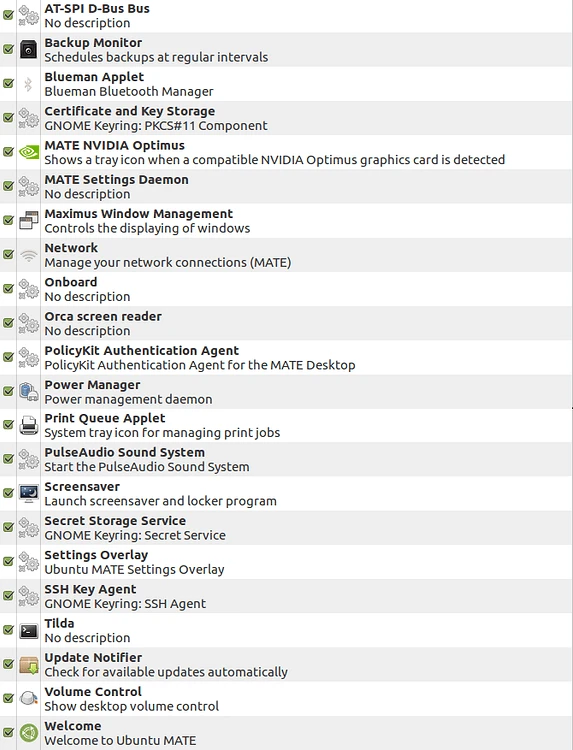 AT-SPI D-Bus Bus
No description
Backup Monitor
Schedules backups at regular intervals
Blueman Applet
Blueman Bluetooth Manager
Certificate and Key Storage
GNOME Keyring: PKCS#11 Component
MATE NVIDIA Optimus
Shows a tray icon when a compatible NVIDIA Optimus graphics card is detected
MATE Settings Daemon
No description
Maximus Window Management
Controls the displaying of windows
Network
Manage your network connections (MATE)
Onboard
No description
Orca screen reader
No description
PolicyKit Authentication Agent
PolicyKit Authentication Agent for the MATE Desktop
Power Manager
Power management daemon
Print Queue Applet
System tray icon for managing print jobs
PulseAudio Sound System
Start the PulseAudio Sound System
Screensaver
Launch screensaver and locker program
Secret Storage Service
GNOME Keyring: Secret Service
Settings Overlay
Ubuntu MATE Settings Overlay
SSH Key Agent
GNOME Keyring: SSH Agent
Tilda
No description
Update Notifier
Check for available updates automatically
Volume Control
Show desktop volume control
Welcome
Welcome to Ubuntu MATE